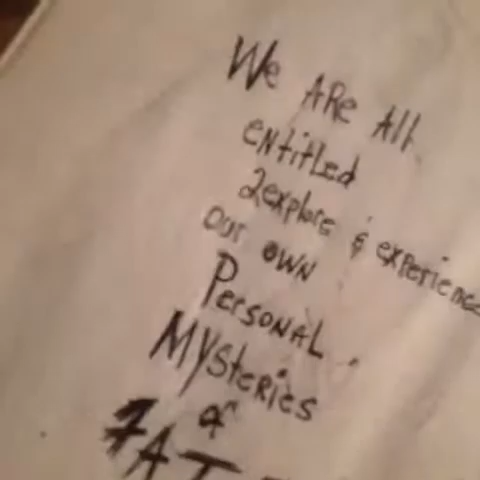 We ARe All
eNtitLed
2explore & experience
our owN
PersoNAL
MYSteRies
of